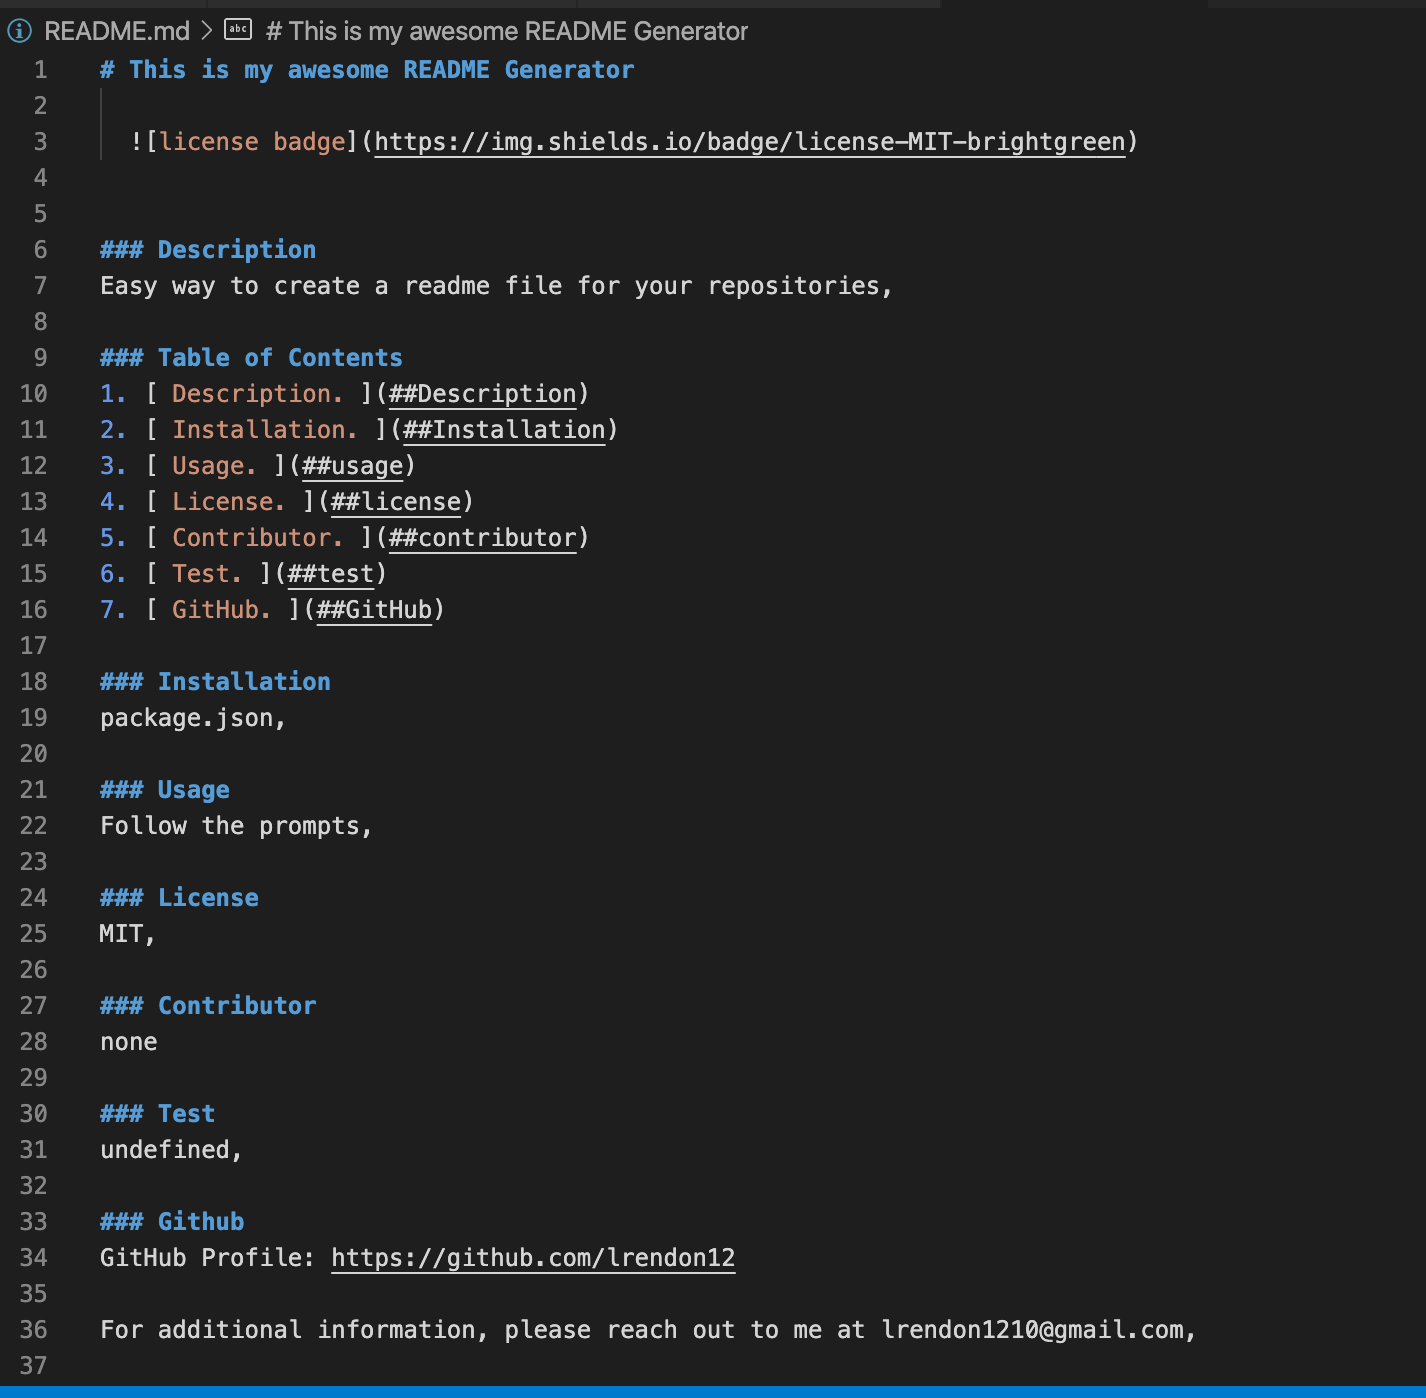 README.md > abc # This is my awesome README Generator
1 # This is my awesome README Generator
2
3 ![license badge](https://img.shields.io/badge/license-MIT-brightgreen)
4
5
6 ### Description
7 Easy way to create a readme file for your repositories,
8
9 ### Table of Contents
10 1. [ Description. ](##Description)
11 2. [ Installation. ](##Installation)
12 3. [ Usage. ](##usage)
13 4. [ License. ](##license)
14 5. [ Contributor. ](##contributor)
15 6. [ Test. ](##test)
16 7. [ GitHub. ](##GitHub)
17
18 ### Installation
19 package.json,
20
21 ### Usage
22 Follow the prompts,
23
24 ### License
25 MIT,
26
27 ### Contributor
28 none
29
30 ### Test
31 undefined,
32
33 ### Github
34 GitHub Profile: https://github.com/lrendon12
35
36 For additional information, please reach out to me at lrendon1210@gmail.com,
37